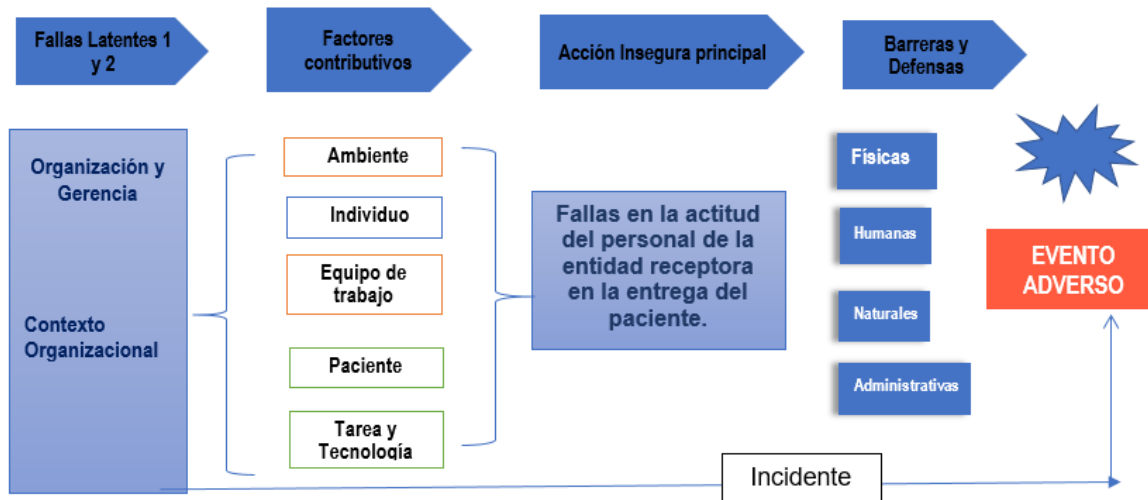 Fallas Latentes 1
y 2
Factores
contributivos
Acción Insegura principal
Barreras y
Defensas
Organización y
Gerencia
Contexto
Organizacional
Ambiente
Individuo
Equipo de
trabajo
Paciente
Tarea y
Tecnología
Fallas en la actitud
del personal de la
entidad receptora
en la entrega del
paciente.
Físicas
Humanas
Naturales
Administrativas
EVENTO
ADVERSO
Incidente